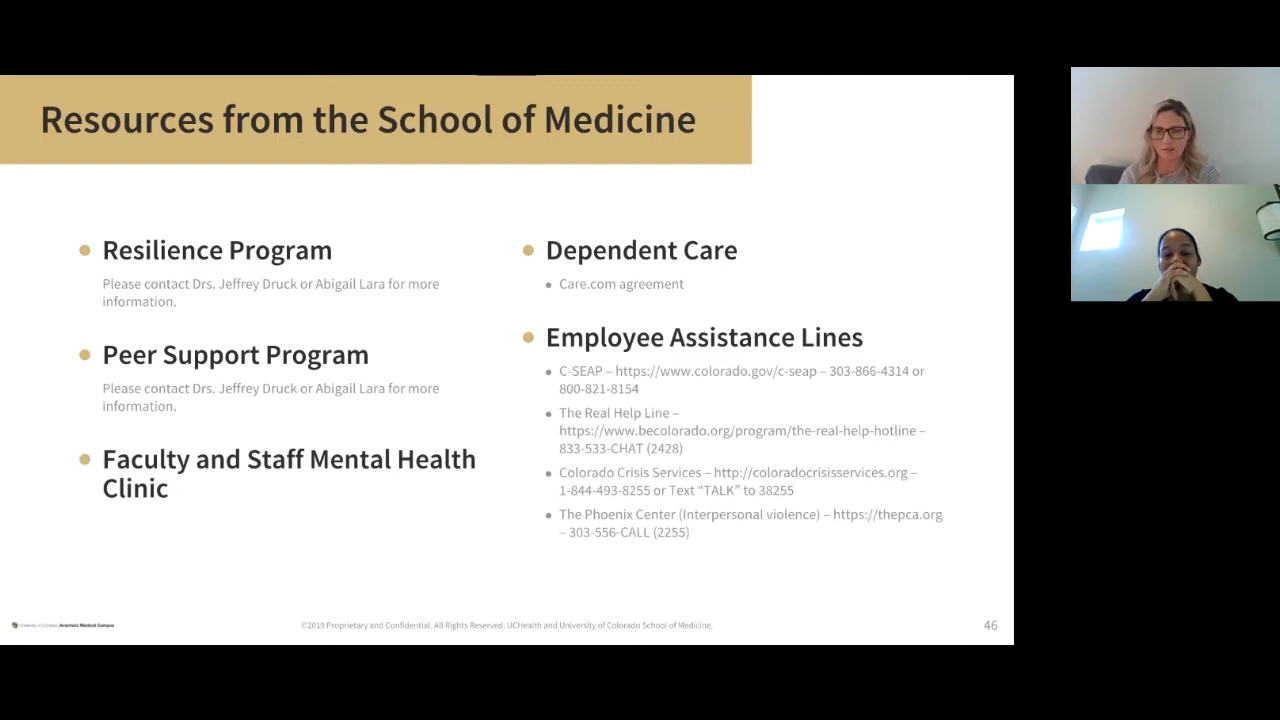 Resources from the School of Medicine
Resilience Program
Please contact Drs. Jeffrey Druck or Abigail Lara for more
information.
Peer Support Program
Please contact Drs. Jeffrey Druck or Abigail Lara for more
information.
Faculty and Staff Mental Health
Clinic
Dependent Care
Care.com agreement
Employee Assistance Lines
C-SEAP – https://www.colorado.gov/c-seap – 303-866-4314 or
800-821-8154
The Real Help Line –
https://www.becolorado.org/program/the-real-help-hotline –
833-533-CHAT (2428)
Colorado Crisis Services – http://coloradocrisisservices.org –
1-844-493-8255 or Text “TALK” to 38255
The Phoenix Center (Interpersonal violence) – https://thepca.org
– 303-556-CALL (2255)
University of Colorado Anschutz Medical Campus
©2019 Proprietary and Confidential. All Rights Reserved. UCHealth and University of Colorado School of Medicine.
46